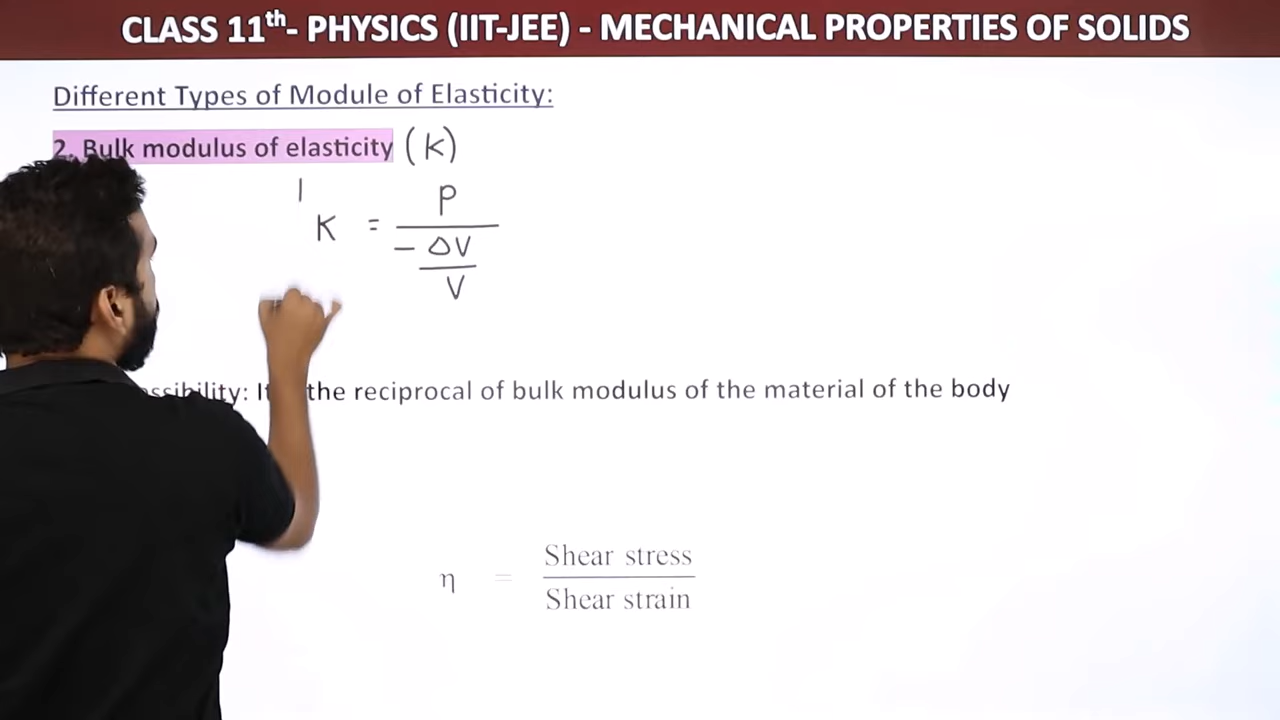 CLASS 11th- PHYSICS (IIT-JEE) - MECHANICAL PROPERTIES OF SOLIDS
Different Types of Module of Elasticity:
2. Bulk modulus of elasticity (K)
K = P
- ΔV
V
the reciprocal of bulk modulus of the material of the body
η = Shear stress
Shear strain